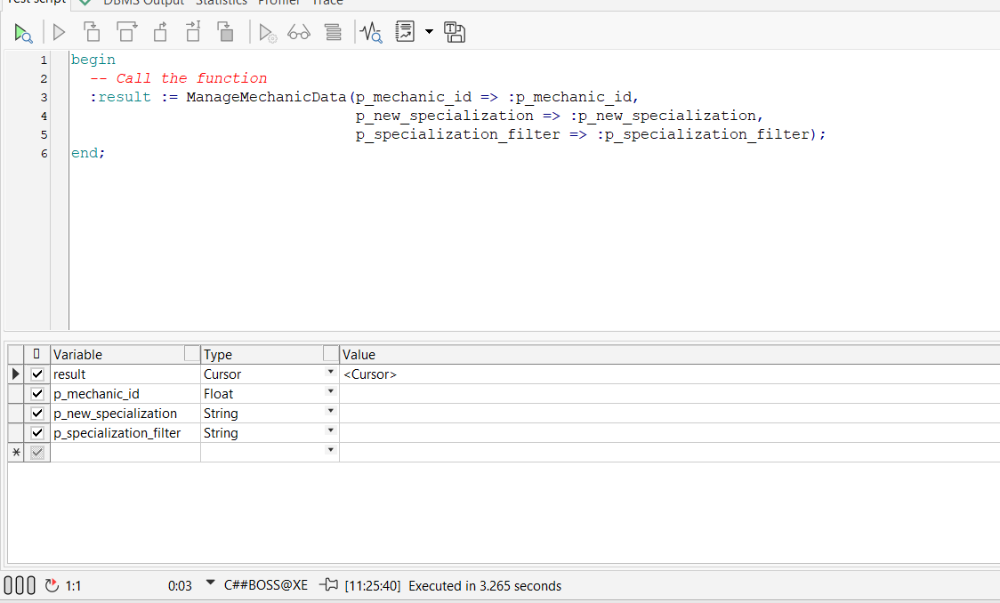 Test script DBMS Output Statistics Profiler Trace
1 begin
2 -- Call the function
3 :result := ManageMechanicData(p_mechanic_id => :p_mechanic_id,
4 p_new_specialization => :p_new_specialization,
5 p_specialization_filter => :p_specialization_filter);
6 end;
Variable Type Value
result Cursor <Cursor>
p_mechanic_id Float
p_new_specialization String
p_specialization_filter String
*
1:1 0:03 C##BOSS@XE [11:25:40] Executed in 3.265 seconds